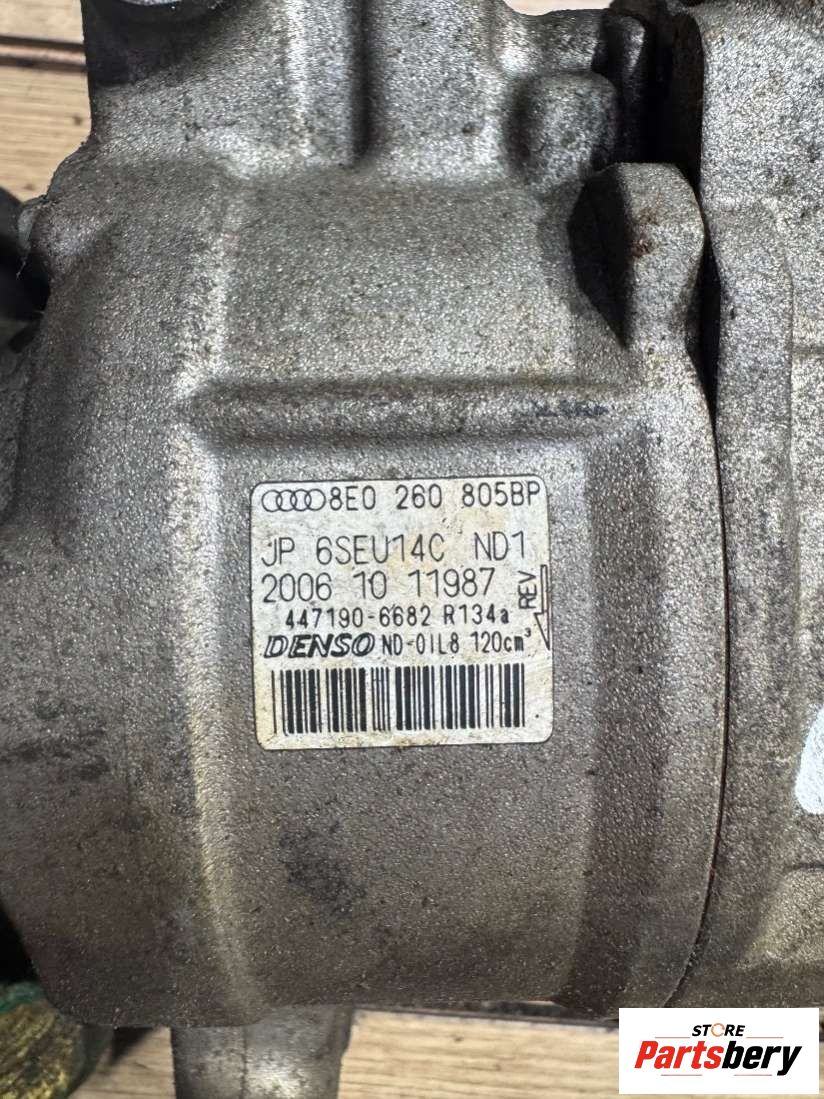 8E0 260 805BP
JP 6SEU14C ND1
2006 10 11987
REV
447190-6682 R134a
DENSO ND-OIL8 120cm³
STORE
Partsbery